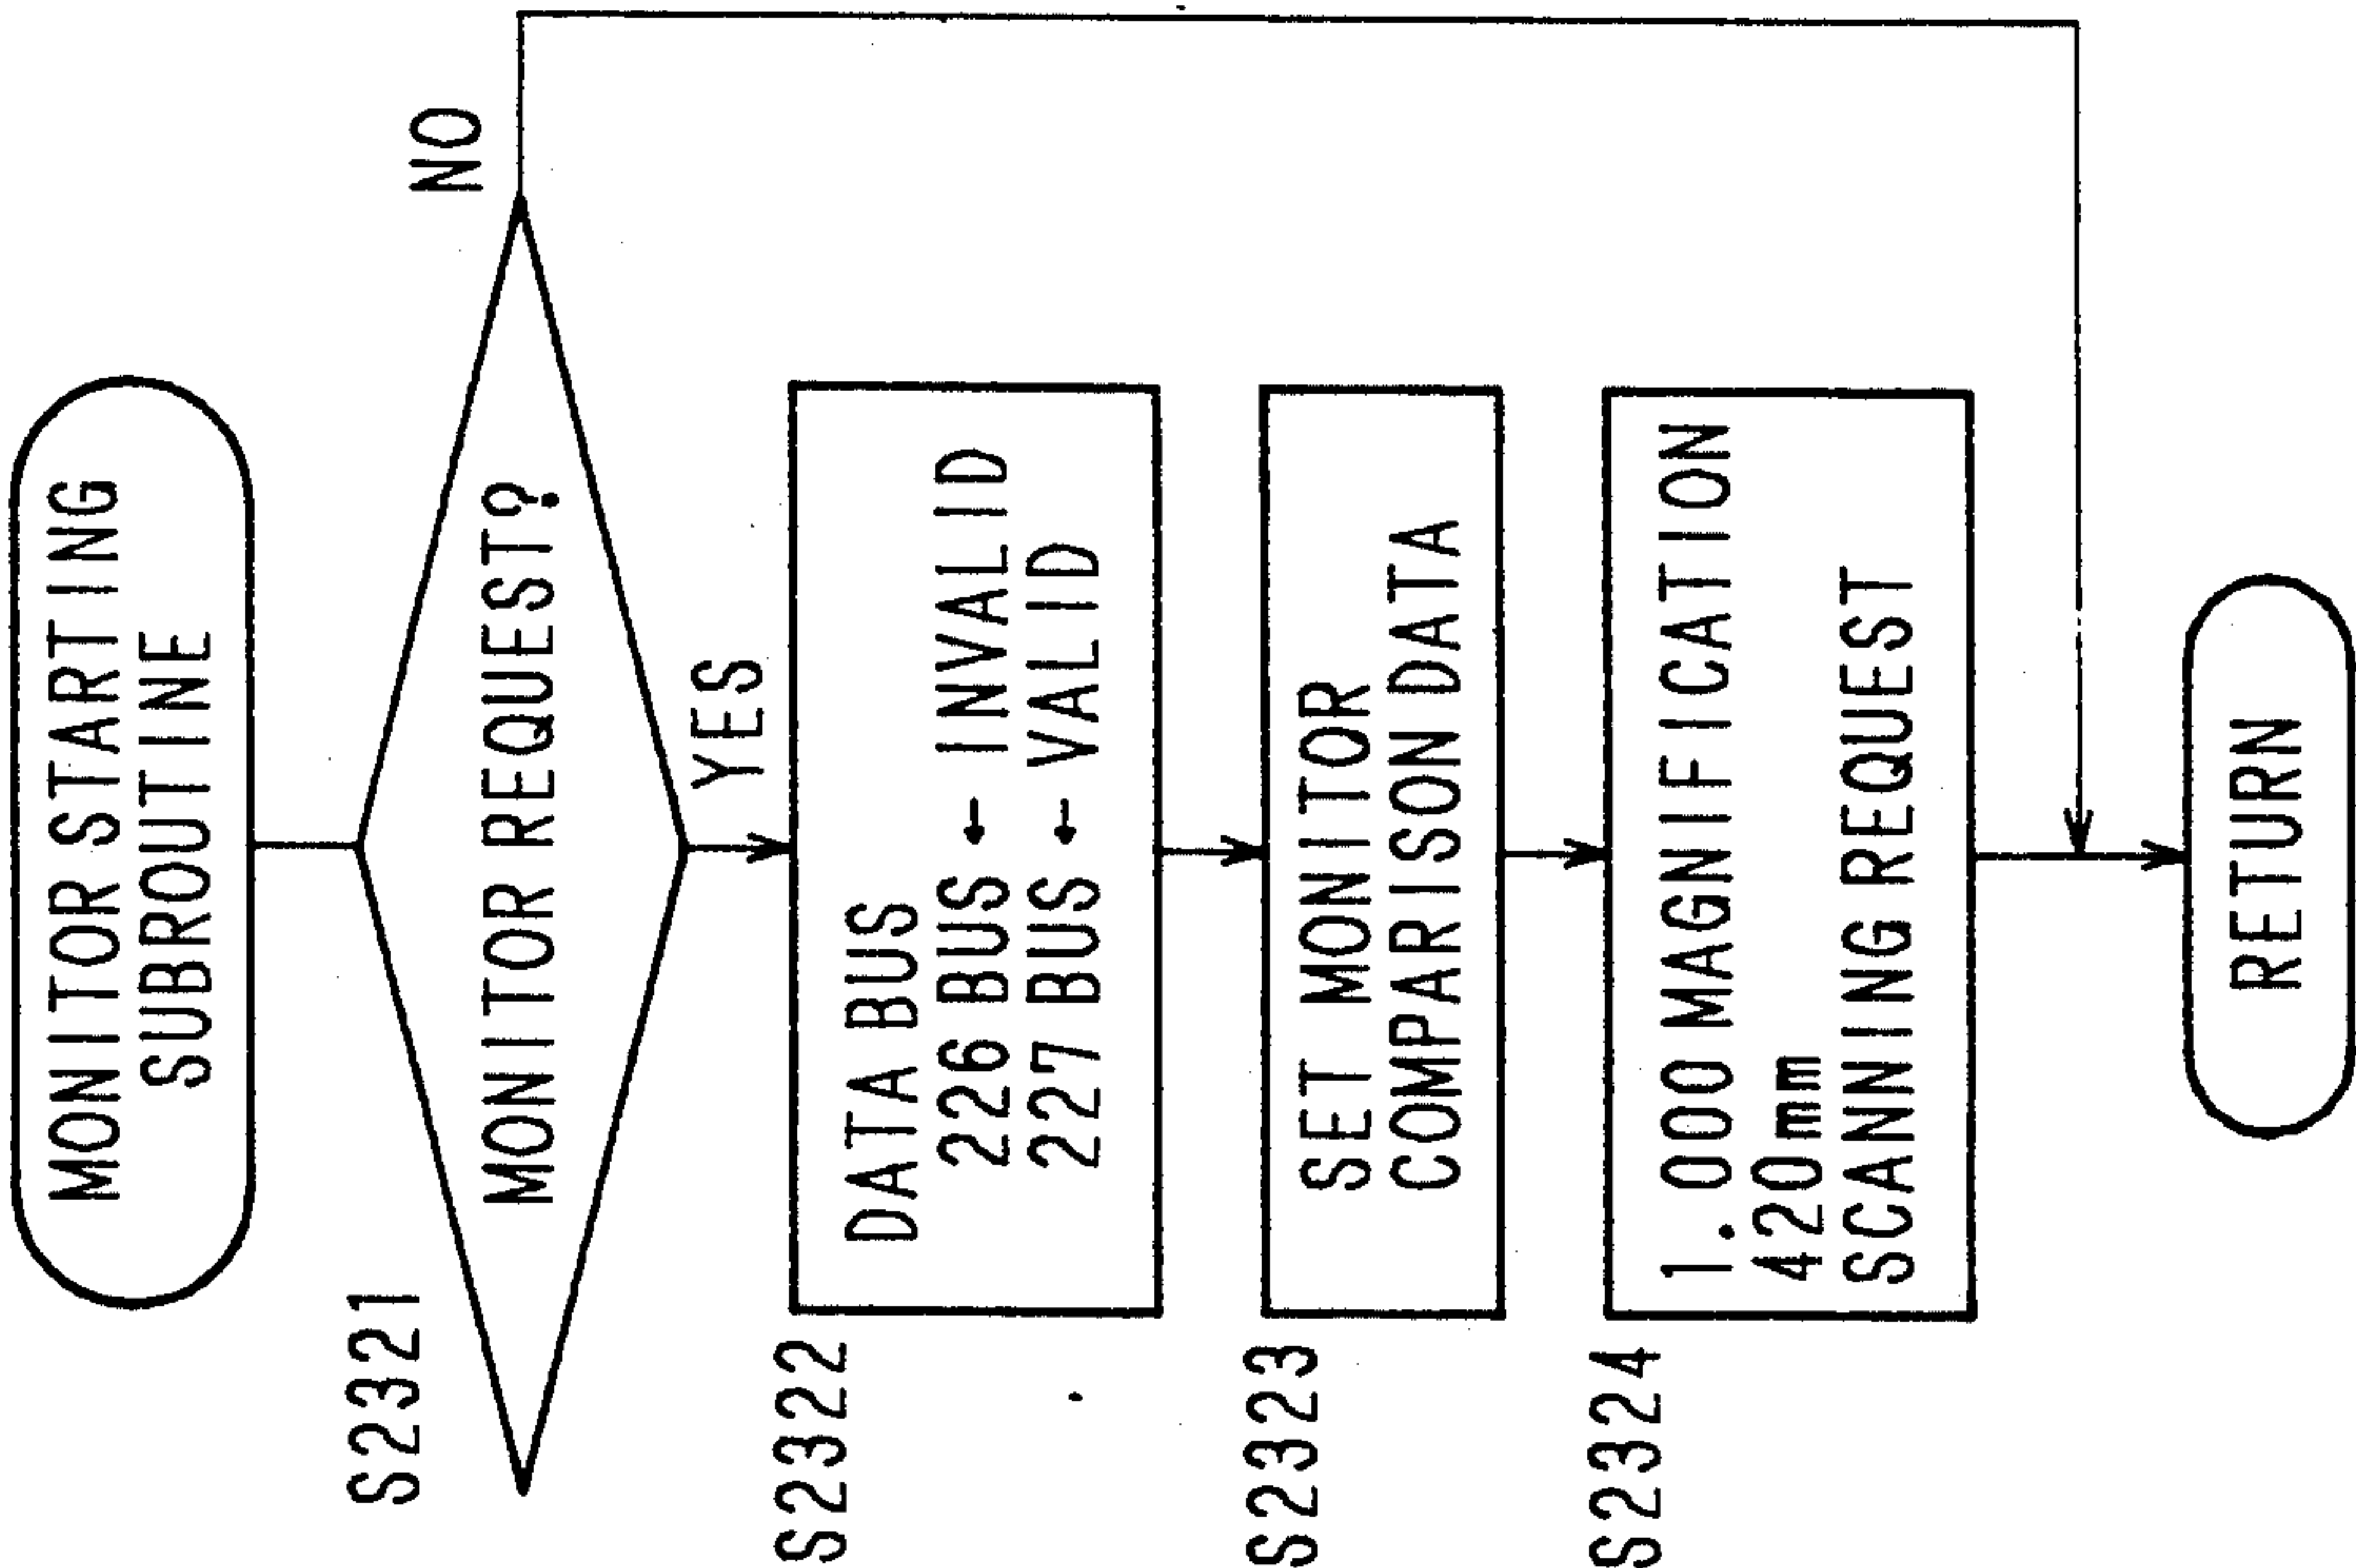 MONITOR STARTING
SUBROUTINE
S2321
MONITOR REQUEST?
NO
YES
S2322
DATA BUS
226 BUS ← INVALID
227 BUS ← VALID
S2323
SET MONITOR
COMPARISON DATA
S2324
1.000 MAGNIFICATION
420mm
SCANNING REQUEST
RETURN